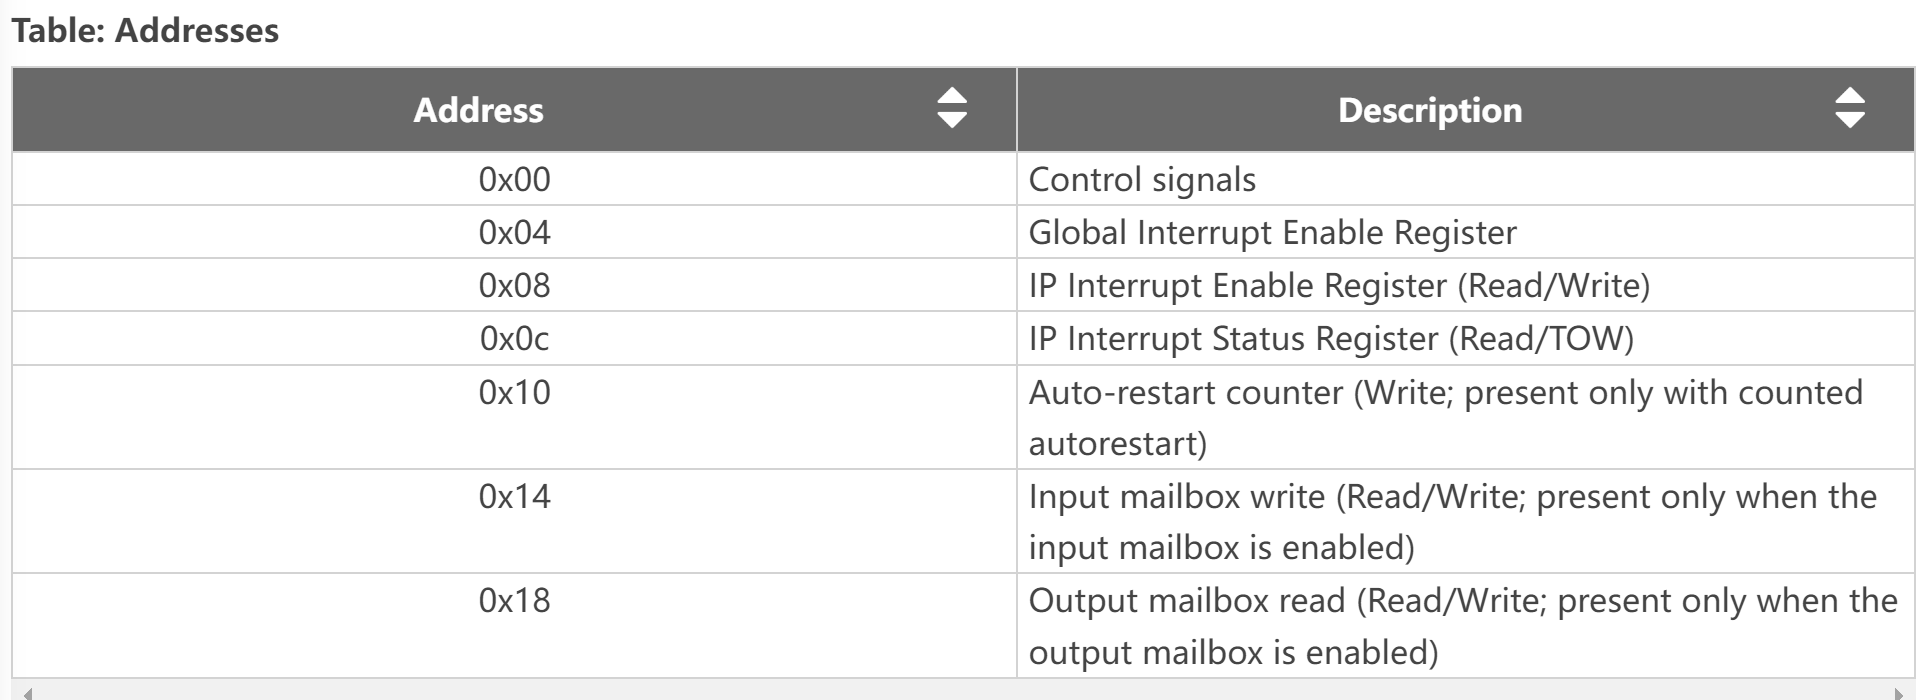 Table: Addresses
Address Description
0x00 Control signals
0x04 Global Interrupt Enable Register
0x08 IP Interrupt Enable Register (Read/Write)
0x0c IP Interrupt Status Register (Read/TOW)
0x10 Auto-restart counter (Write; present only with counted
autorestart)
0x14 Input mailbox write (Read/Write; present only when the
input mailbox is enabled)
0x18 Output mailbox read (Read/Write; present only when the
output mailbox is enabled)